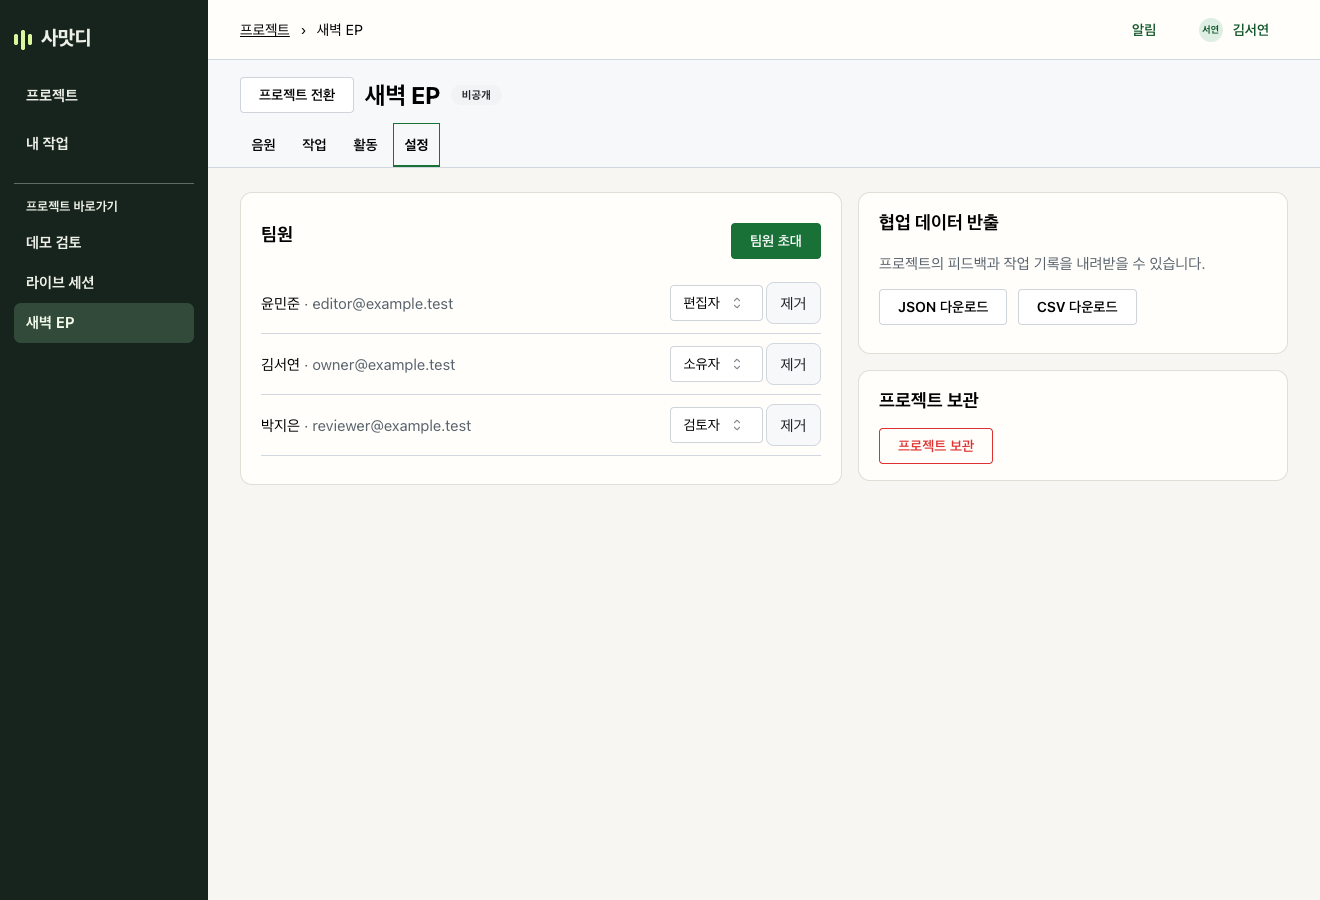 사맛디
프로젝트
내 작업
프로젝트 바로가기
데모 검토
라이브 세션
새벽 EP
프로젝트 › 새벽 EP
알림
서연 김서연
프로젝트 전환 새벽 EP 비공개
음원 작업 활동 설정
팀원
팀원 초대
윤민준 · editor@example.test 편집자 제거
김서연 · owner@example.test 소유자 제거
박지은 · reviewer@example.test 검토자 제거
협업 데이터 반출
프로젝트의 피드백과 작업 기록을 내려받을 수 있습니다.
JSON 다운로드 CSV 다운로드
프로젝트 보관
프로젝트 보관